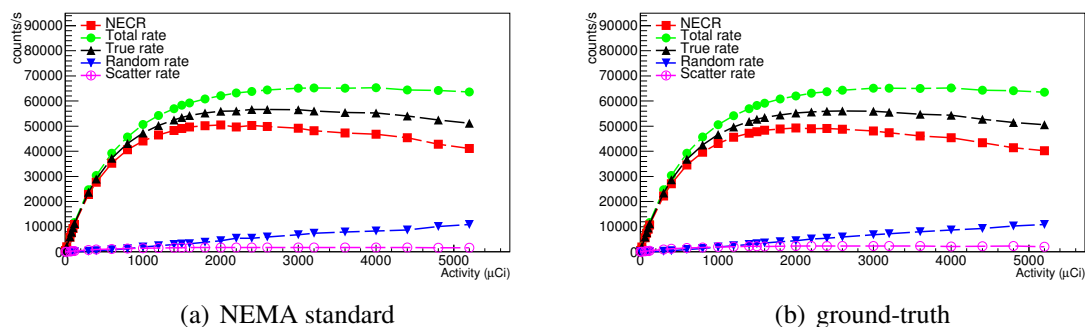 counts/s
90000
80000
70000
60000
50000
40000
30000
20000
10000
0
NECR
Total rate
True rate
Random rate
Scatter rate
0 1000 2000 3000 4000 5000
Activity (μCi)
(a) NEMA standard
counts/s
90000
80000
70000
60000
50000
40000
30000
20000
10000
0
NECR
Total rate
True rate
Random rate
Scatter rate
0 1000 2000 3000 4000 5000
Activity (μCi)
(b) ground-truth